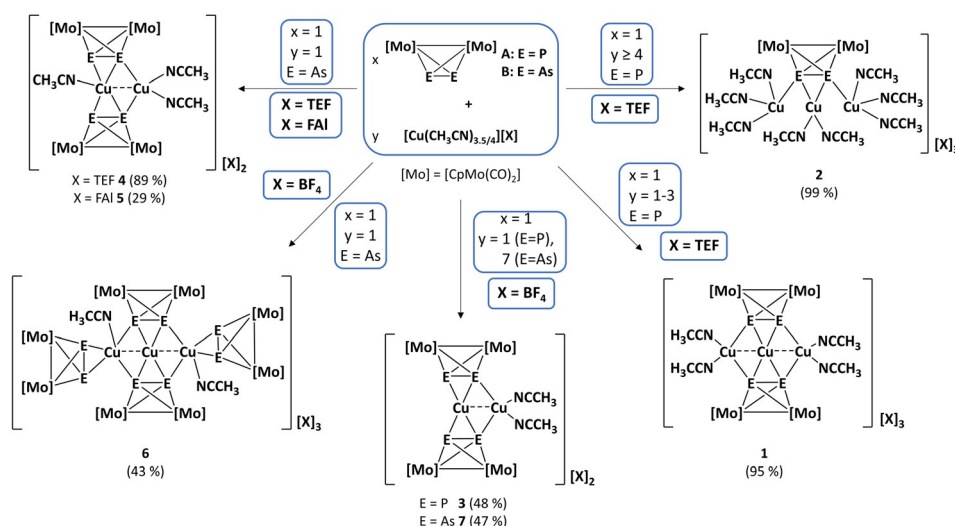 [Mo] [Mo]
E E
CH₃CN NCCH₃
Cu Cu
NCCH₃
E E
[Mo] [Mo]
[X]₂
X = TEF 4 (89 %)
X = FAl 5 (29 %)
x = 1
y = 1
E = As
X = TEF
X = FAl
x
[Mo] [Mo]
E E
A: E = P
B: E = As
+
y [Cu(CH₃CN)₃.₅/₄][X]
[Mo] = [CpMo(CO)₂]
x = 1
y ≥ 4
E = P
X = TEF
[Mo] [Mo]
H₃CCN E E NCCH₃
H₃CCN Cu Cu Cu NCCH₃
H₃CCN NCCH₃
H₃CCN NCCH₃
[X]₃
2
(99 %)
X = BF₄
x = 1
y = 1
E = As
x = 1
y = 1 (E=P),
7 (E=As)
X = BF₄
x = 1
y = 1-3
E = P
X = TEF
[Mo] [Mo]
H₃CCN [Mo]
[Mo] E E
E Cu Cu Cu E
E E
[Mo] E E NCCH₃ [Mo]
[Mo] [Mo]
[X]₃
6
(43 %)
[Mo] [Mo]
E E
NCCH₃
Cu Cu
NCCH₃
E E
[Mo] [Mo]
[X]₂
E = P 3 (48 %)
E = As 7 (47 %)
[Mo] [Mo]
E E
H₃CCN NCCH₃
Cu Cu Cu
H₃CCN NCCH₃
E E
[Mo] [Mo]
[X]₃
1
(95 %)